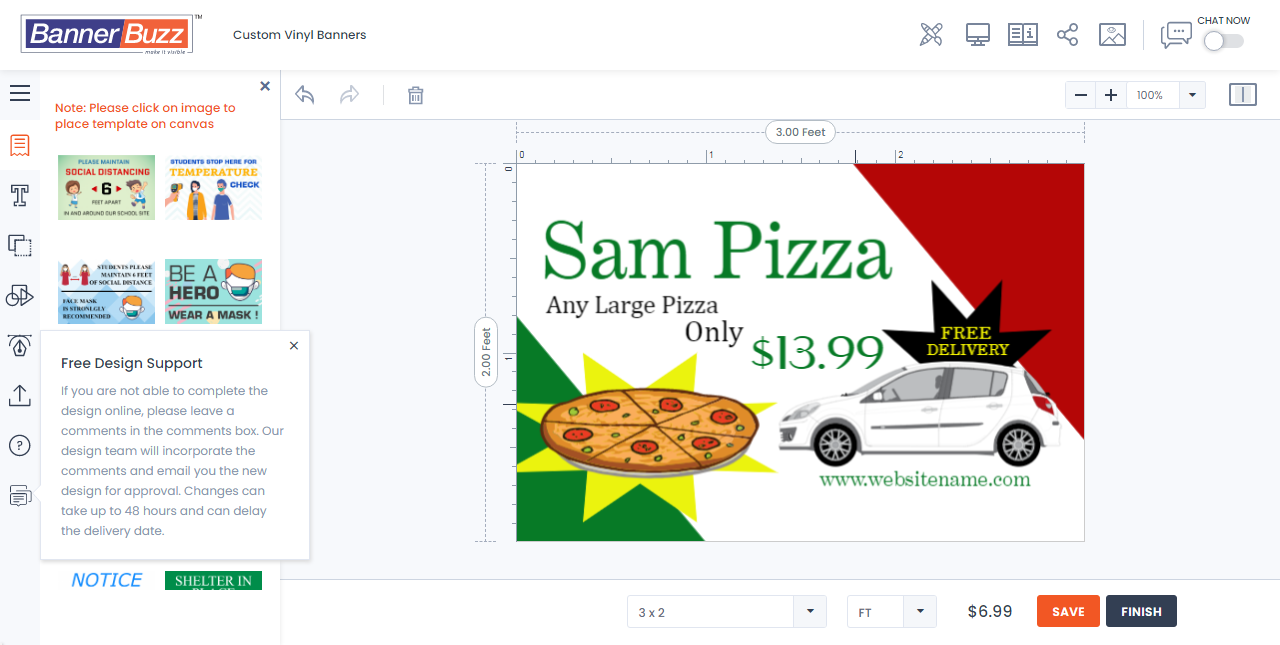 BannerBuzz
TM
make it visible
Custom Vinyl Banners
CHAT NOW
Note: Please click on image to
place template on canvas
100%
3.00 Feet
0
1
2
0
1
2.00 Feet
PLEASE MAINTAIN
SOCIAL DISTANCING
6
FEET APART
IN AND AROUND OUR SCHOOL SITE
STUDENTS STOP HERE FOR
TEMPERATURE
CHECK
STUDENTS PLEASE
MAINTAIN 6 FEET
OF SOCIAL DISTANCE
FACE MASK
IS STRONLGLY
RECOMMENDED
BE A
HERO
WEAR A MASK !
Free Design Support
If you are not able to complete the
design online, please leave a
comments in the comments box. Our
design team will incorporate the
comments and email you the new
design for approval. Changes can
take up to 48 hours and can delay
the delivery date.
NOTICE
SHELTER IN
PLACE
Sam Pizza
Any Large Pizza
Only
$13.99
FREE
DELIVERY
www.websitename.com
3 x 2
FT
$6.99
SAVE
FINISH